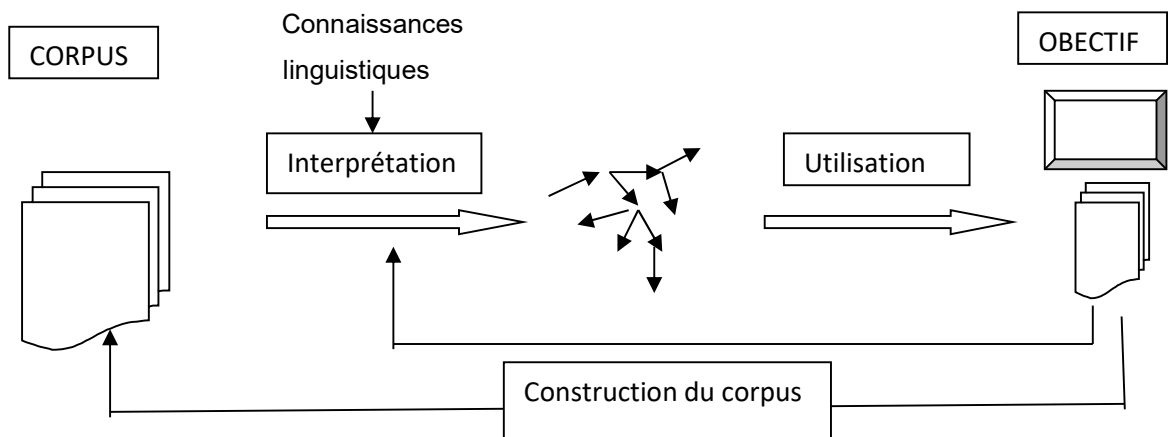 CORPUS
Connaissances
linguistiques
OBECTIF
Interprétation
Utilisation
Construction du corpus